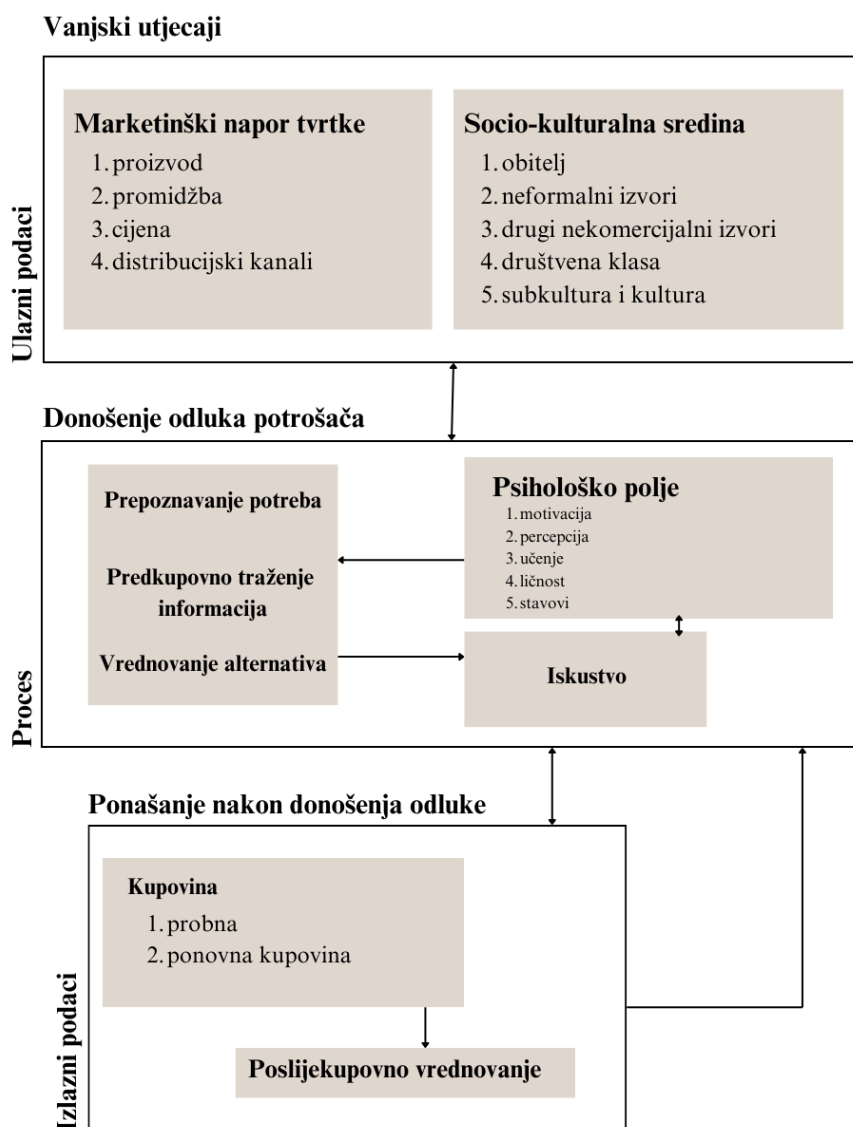 Vanjski utjecaji
Ulazni podaci
Marketinški napor tvrtke
1. proizvod
2. promidžba
3. cijena
4. distribucijski kanali
Socio-kulturalna sredina
1. obitelj
2. neformalni izvori
3. drugi nekomercijalni izvori
4. društvena klasa
5. subkultura i kultura
Donošenje odluka potrošača
Proces
Prepoznavanje potreba
Predkupovno traženje
informacija
Vrednovanje alternativa
Psihološko polje
1. motivacija
2. percepcija
3. učenje
4. ličnost
5. stavovi
Iskustvo
Ponašanje nakon donošenja odluke
Izlazni podaci
Kupovina
1. probna
2. ponovna kupovina
Poslijekupovno vrednovanje